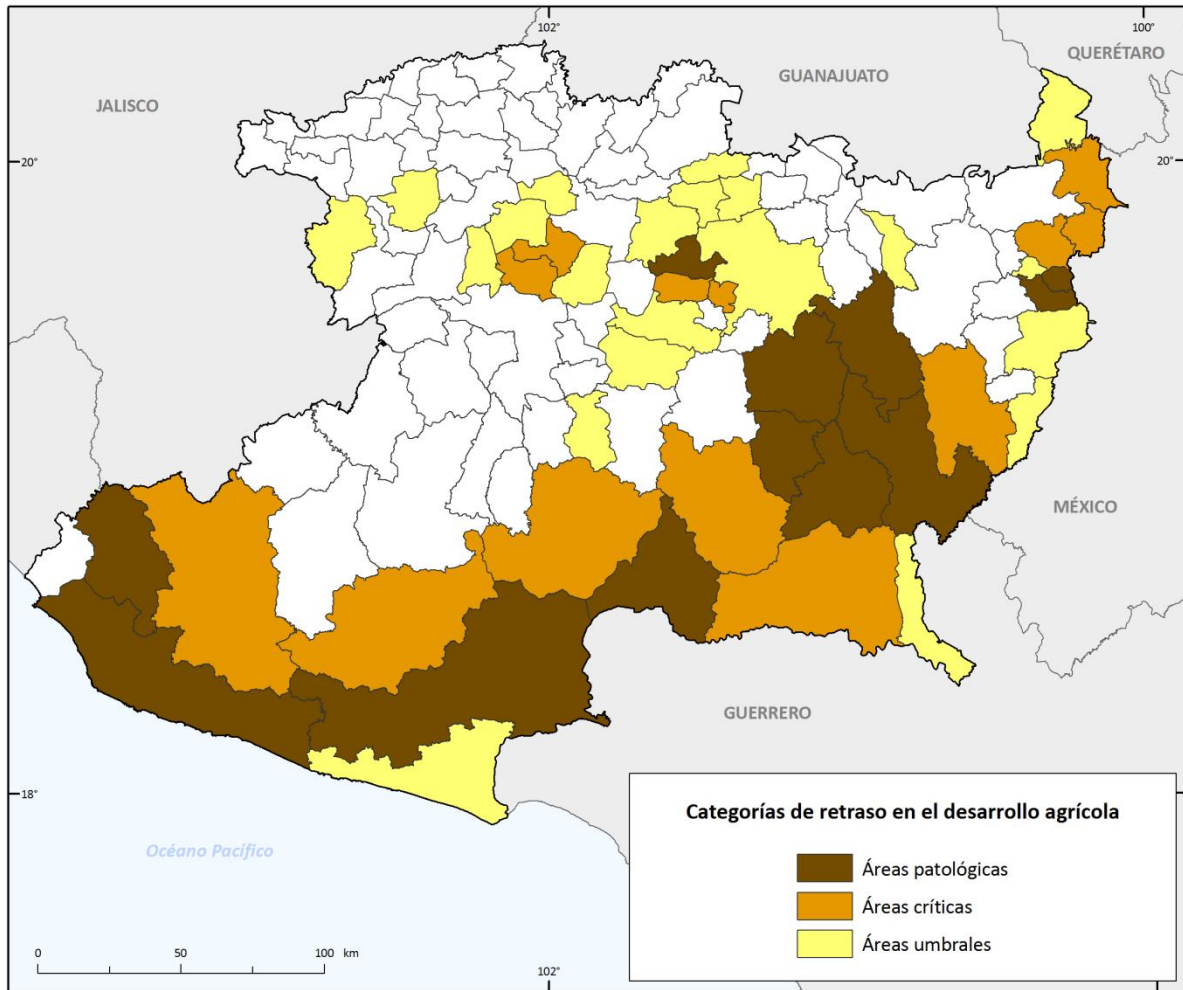 102°
100°
QUERÉTARO
GUANAJUATO
JALISCO
20°
20°
MÉXICO
GUERRERO
18°
Categorías de retraso en el desarrollo agrícola
Océano Pacífico
Áreas patológicas
Áreas críticas
Áreas umbrales
0 50 100 km
102°